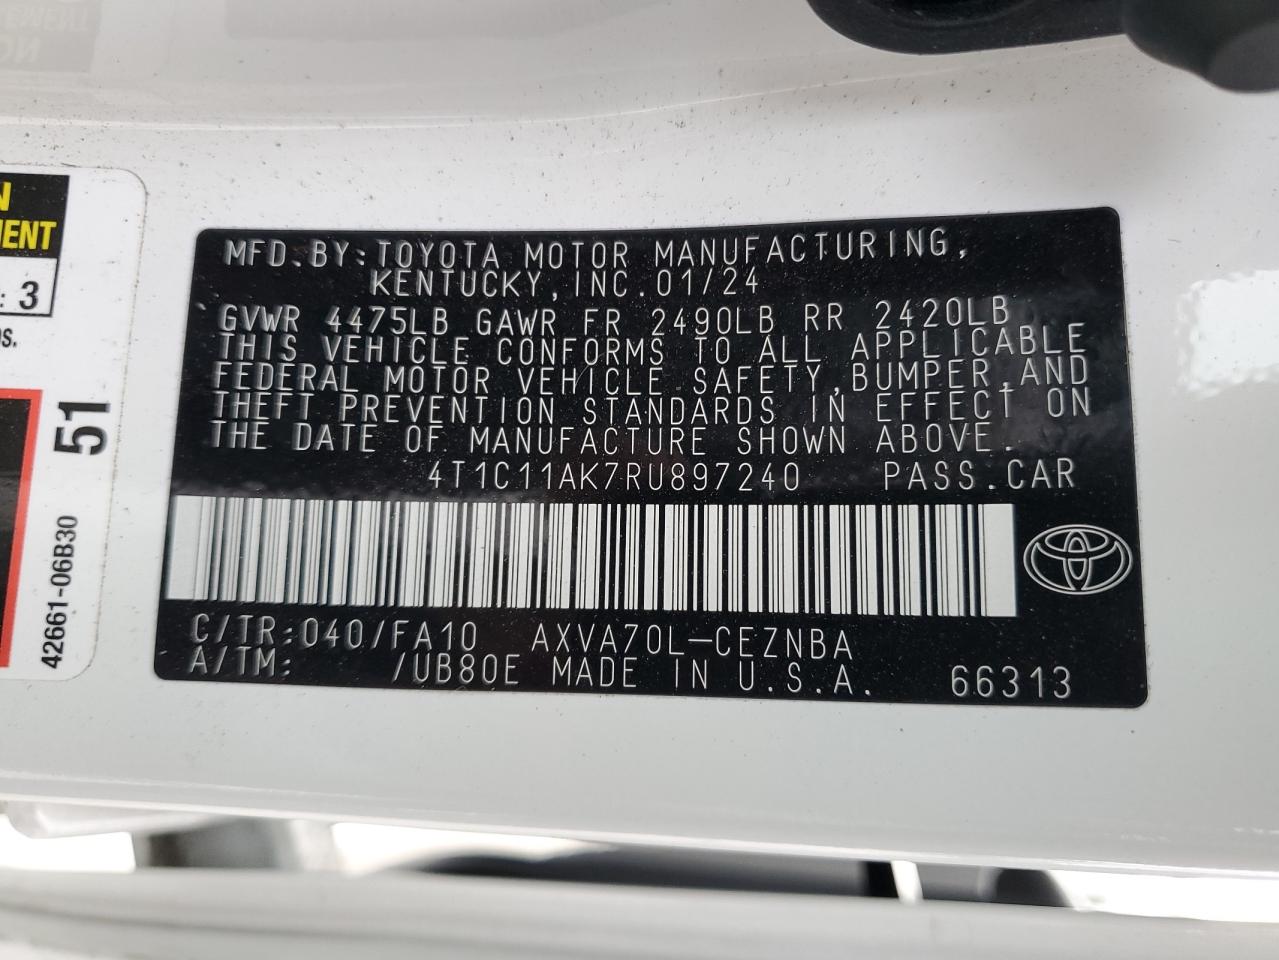 N
MENT
: 3
OS.
51
42661-06B30
MFD.BY:TOYOTA MOTOR MANUFACTURING,
KENTUCKY,INC.01/24
GVWR 4475LB GAWR FR 2490LB RR 2420LB
THIS VEHICLE CONFORMS TO ALL APPLICABLE
FEDERAL MOTOR VEHICLE SAFETY,BUMPER,AND
THEFT PREVENTION STANDARDS IN EFFECT ON
THE DATE OF MANUFACTURE SHOWN ABOVE.
4T1C11AK7RU897240 PASS.CAR
C/TR:040/FA10 AXVA70L-CEZNBA
A/TM: /UB80E MADE IN U.S.A. 66313